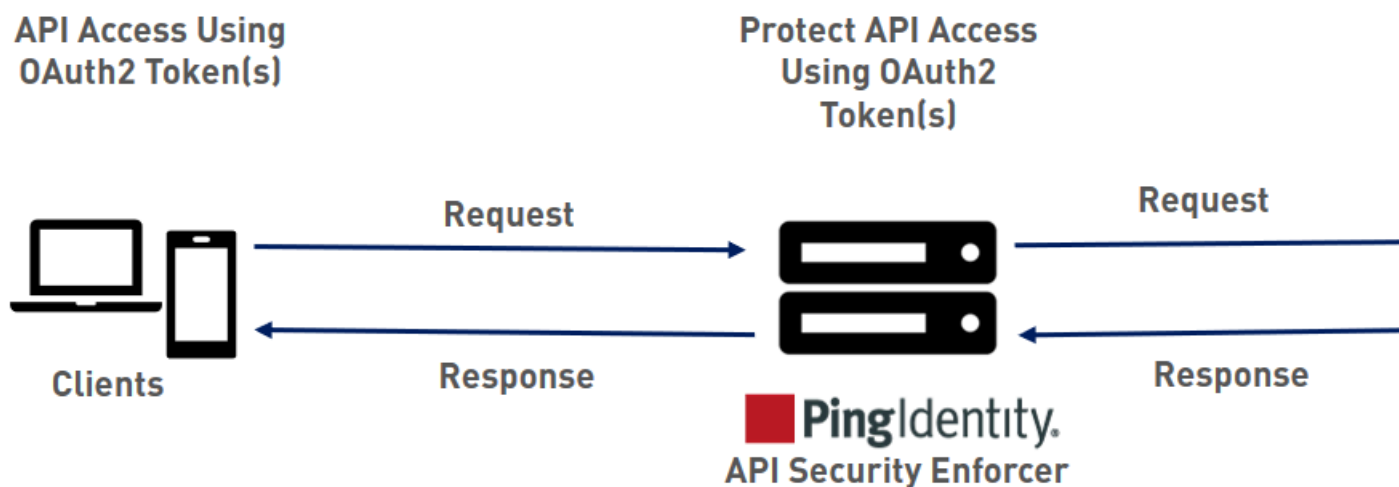 API Access Using
OAuth2 Token(s)
Protect API Access
Using OAuth2
Token(s)
Request
Request
Clients
Response
Response
PingIdentity.
API Security Enforcer